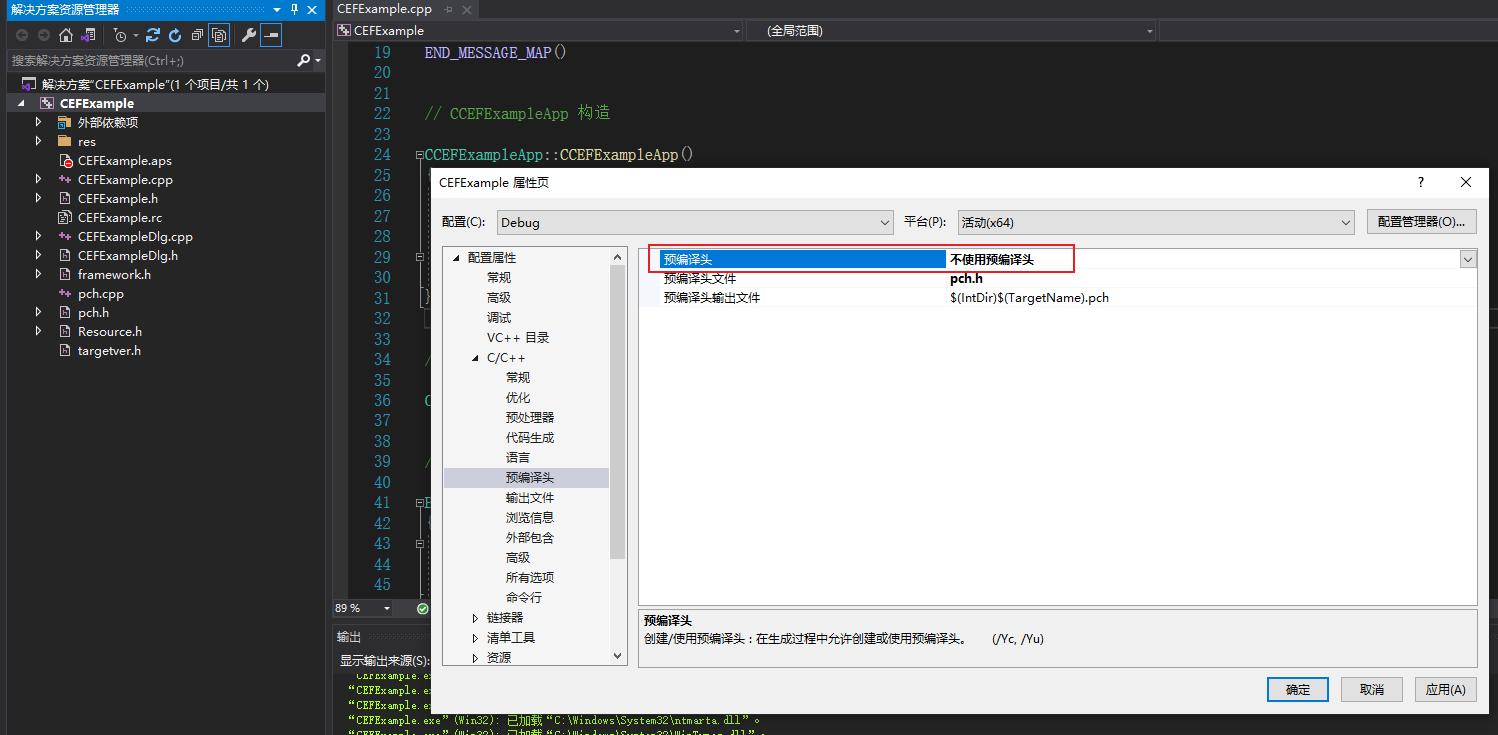 解决方案资源管理器
搜索解决方案资源管理器(Ctrl+;)
解决方案"CEFExample"(1 个项目/共 1 个)
CEFExample
外部依赖项
res
CEFExample.aps
CEFExample.cpp
CEFExample.h
CEFExample.rc
CEFExampleDlg.cpp
CEFExampleDlg.h
framework.h
pch.cpp
pch.h
Resource.h
targetver.h
CEFExample.cpp
CEFExample
(全局范围)
19 END_MESSAGE_MAP()
20
21
22 // CCEFExampleApp 构造
23
24 CCEFExampleApp::CCEFExampleApp()
25
26
27
28
29
30
31 }
32
33
34 /
35
36
37
38
39 /
40
41
42
43
44
45
89 %
输出
显示输出来源(S):
"CEFExample.ex
"CEFExample.ex
"CEFExample.ex
"CEFExample.exe"(Win32): 已加载"C:\Windows\System32\ntmarta.dll"。
CEFExample 属性页
?
配置(C):
Debug
平台(P):
活动(x64)
配置管理器(O)...
配置属性
常规
高级
调试
VC++ 目录
C/C++
常规
优化
预处理器
代码生成
语言
预编译头
输出文件
浏览信息
外部包含
高级
所有选项
命令行
链接器
清单工具
资源
预编译头 不使用预编译头
预编译头文件 pch.h
预编译头输出文件 $(IntDir)$(TargetName).pch
预编译头
创建/使用预编译头：在生成过程中允许创建或使用预编译头。 (/Yc, /Yu)
确定
取消
应用(A)